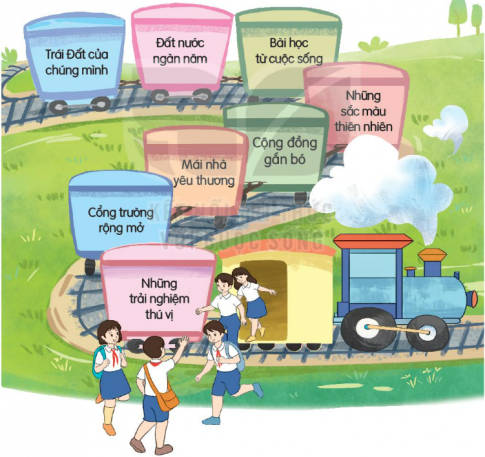 Trái Đất của
chúng mình
Đất nước
ngàn năm
Bài học
từ cuộc sống
Những
sắc màu
thiên nhiên
Cộng đồng
gắn bó
Mái nhà
yêu thương
Cổng trường
rộng mở
Những
trải nghiệm
thú vị